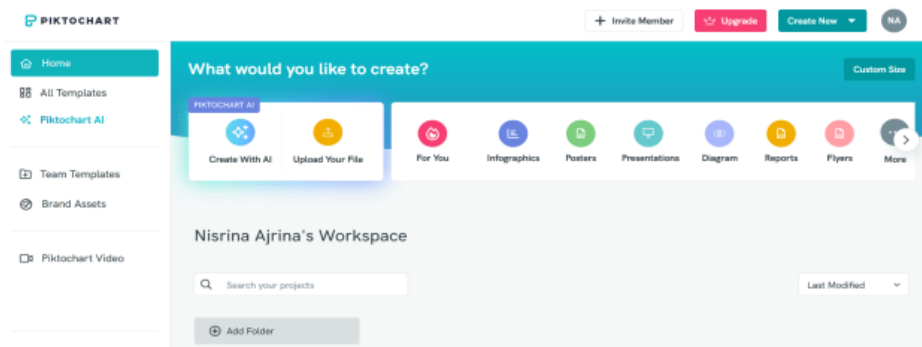 PIKTOCHART
+ Invite Member
Upgrade
Create New
NA
Home
All Templates
Piktochart AI
Team Templates
Brand Assets
Piktochart Video
What would you like to create?
Custom Size
PIKTOCHART AI
Create With AI
Upload Your File
For You
Infographics
Posters
Presentations
Diagram
Reports
Flyers
More
Nisrina Ajrina's Workspace
Search your projects
Last Modified
Add Folder